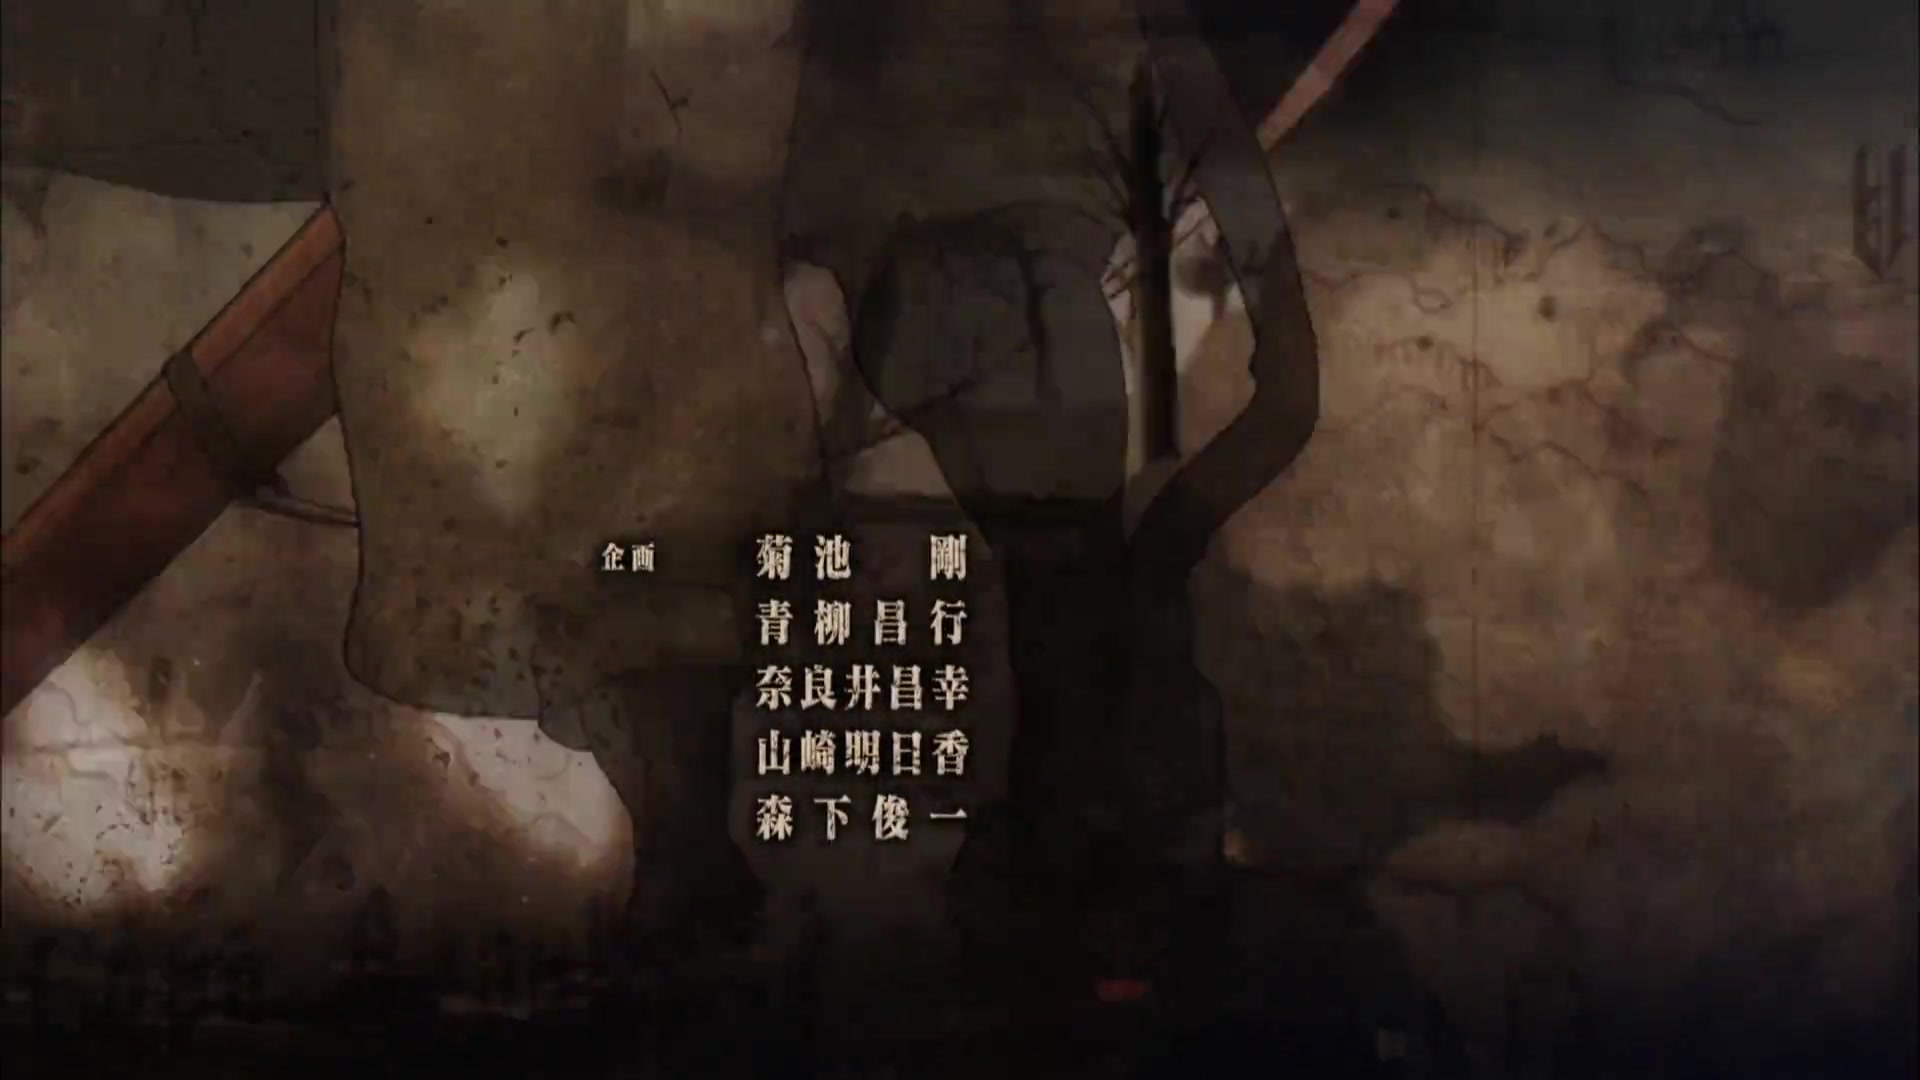 企画 菊池 剛
青柳昌行
奈良井昌幸
山崎明日香
森下俊一